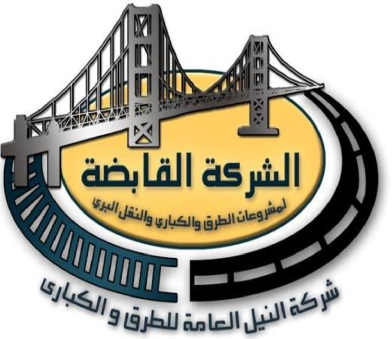 الشركة القابضة
لمشروعات الطرق والكباري والنقل البري
شركة النيل العامة للطرق و الكبارى